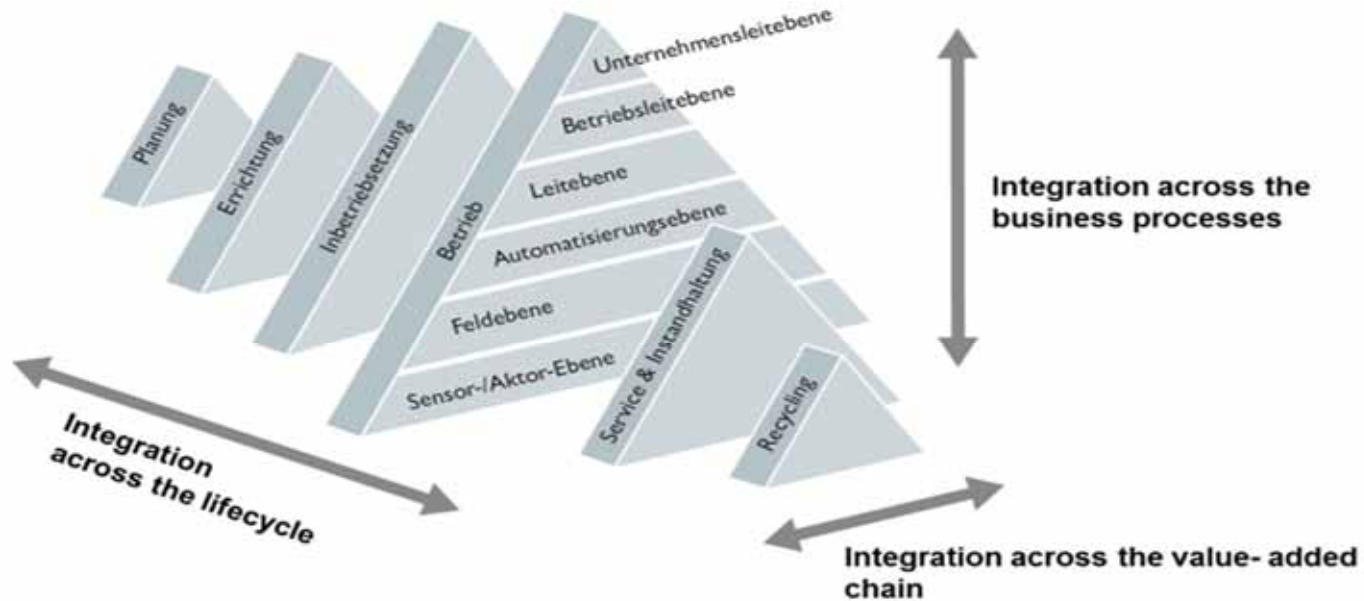 Planung
Errichtung
Inbetriebsetzung
Betrieb
Unternehmensleitebene
Betriebsleitebene
Leitebene
Automatisierungsebene
Feldebene
Sensor-/Aktor-Ebene
Service & Instandhaltung
Recycling
Integration across the
business processes
Integration
across the lifecycle
Integration across the value- added
chain